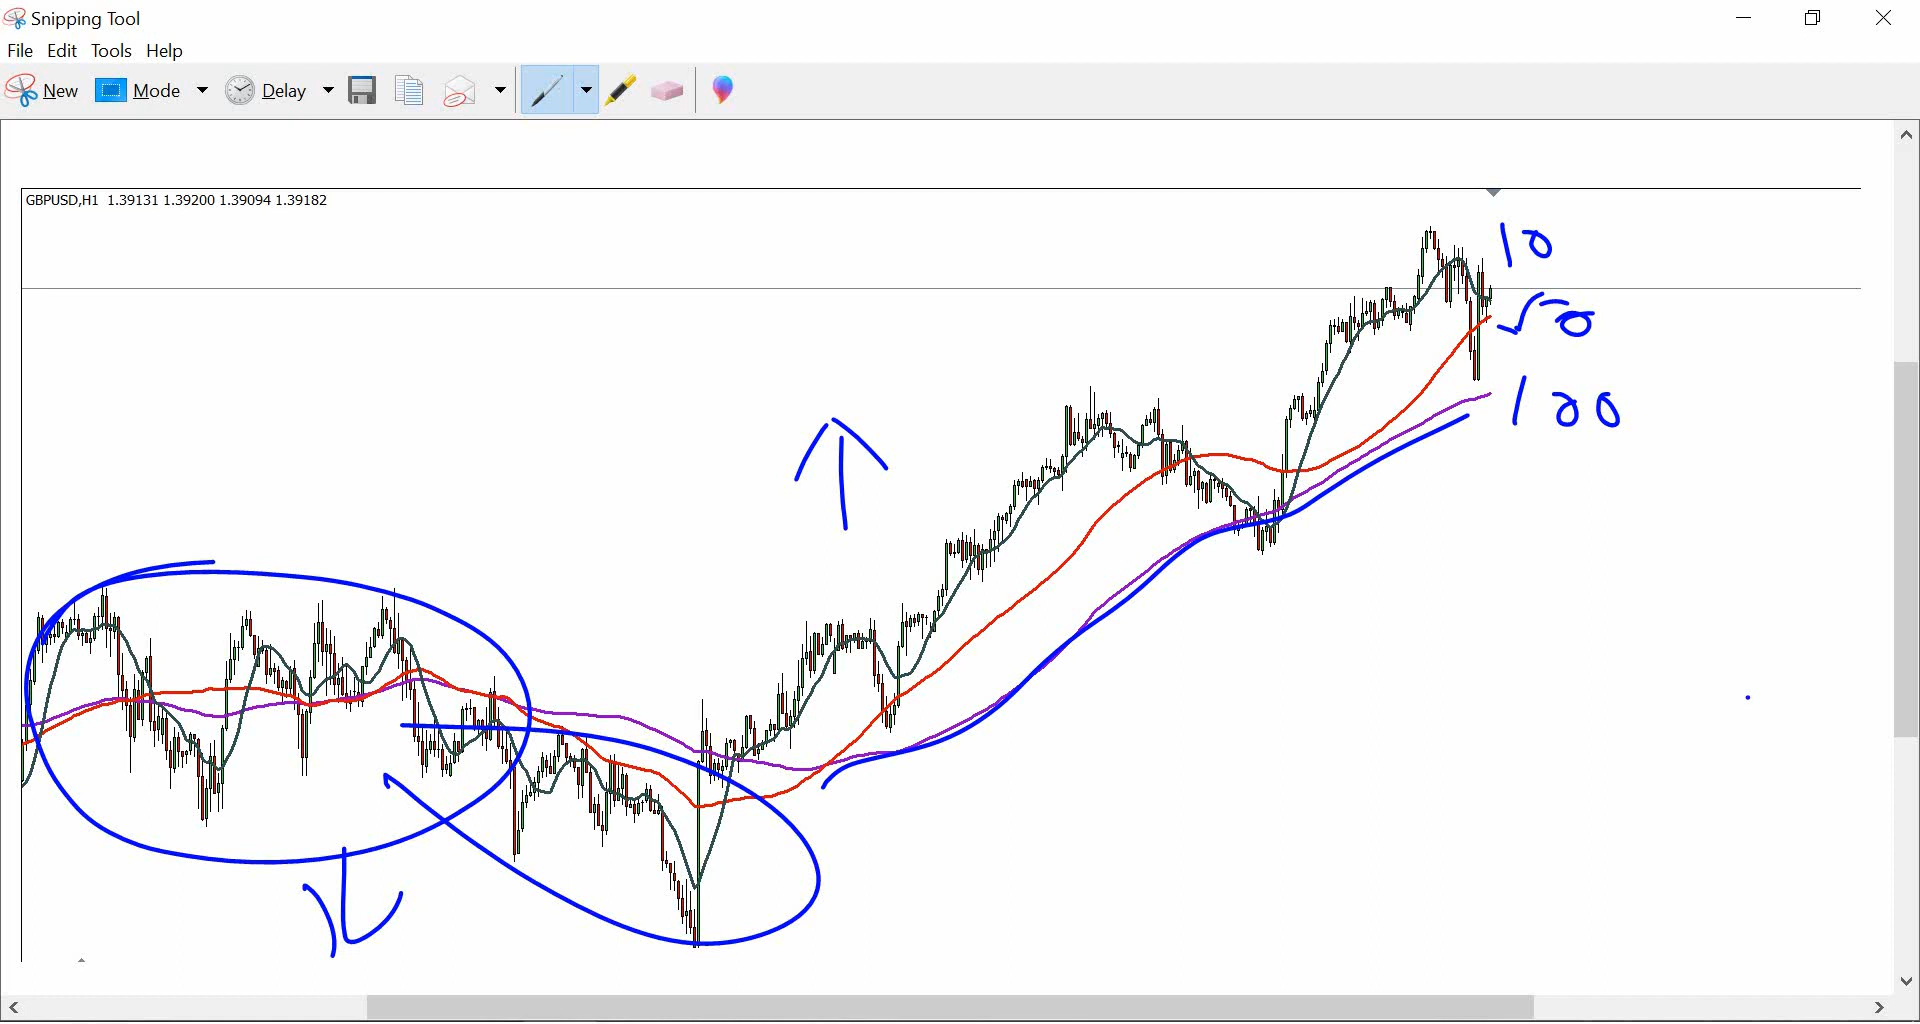 Snipping Tool
File Edit Tools Help
New Mode Delay
GBPUSD,H1 1.39131 1.39200 1.39094 1.39182
10
50
100